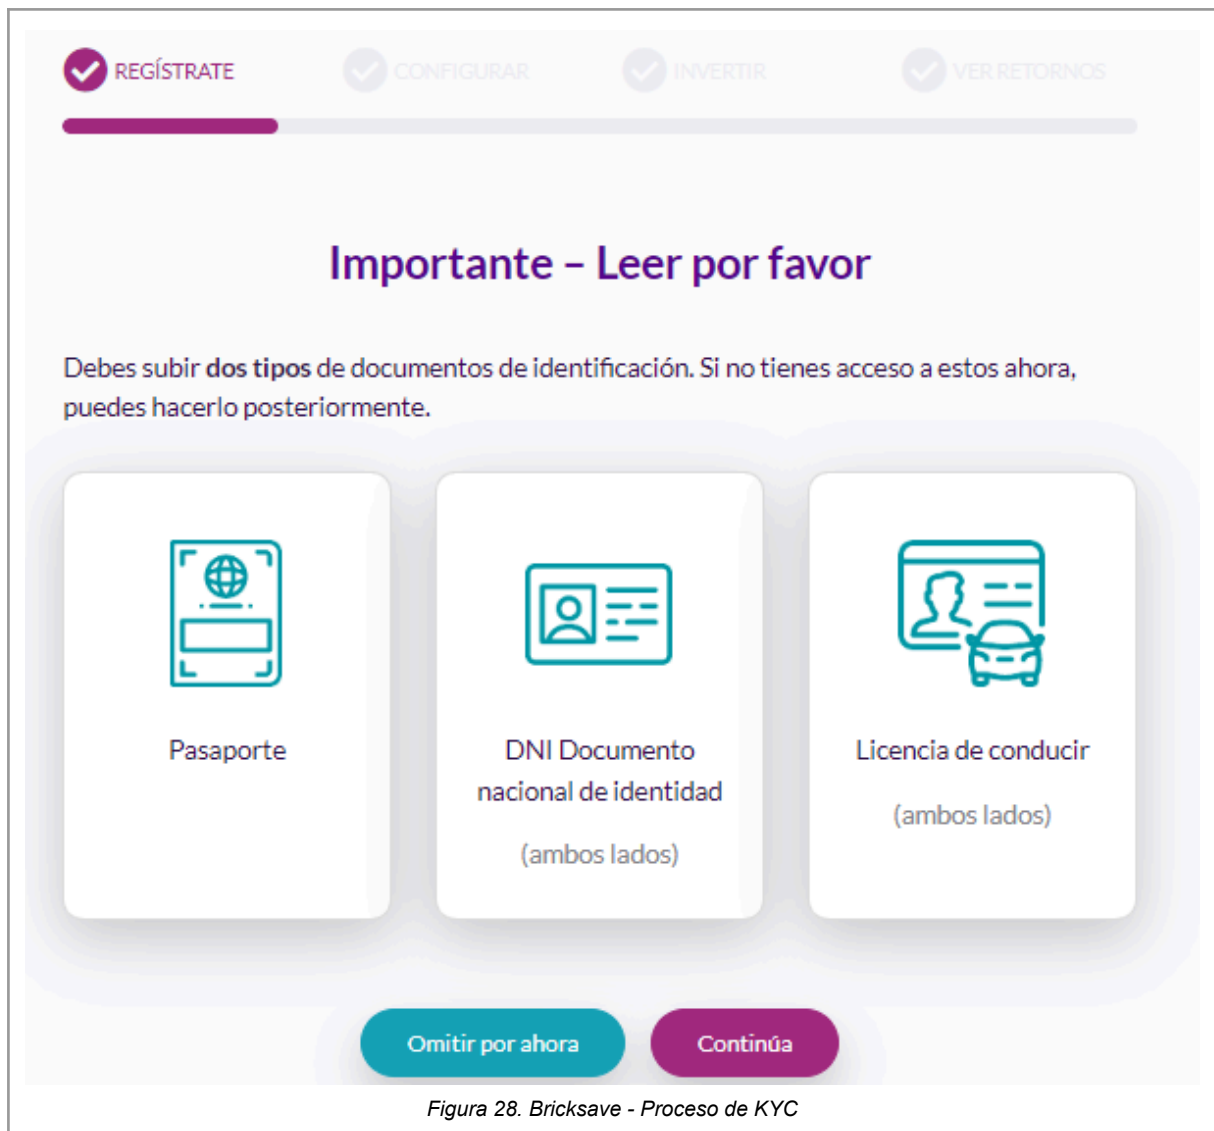 REGÍSTRATE CONFIGURAR INVERTIR VER RETORNOS
Importante – Leer por favor
Debes subir dos tipos de documentos de identificación. Si no tienes acceso a estos ahora,
puedes hacerlo posteriormente.
Pasaporte
DNI Documento
nacional de identidad
(ambos lados)
Licencia de conducir
(ambos lados)
Omitir por ahora
Continúa
Figura 28. Bricksave - Proceso de KYC